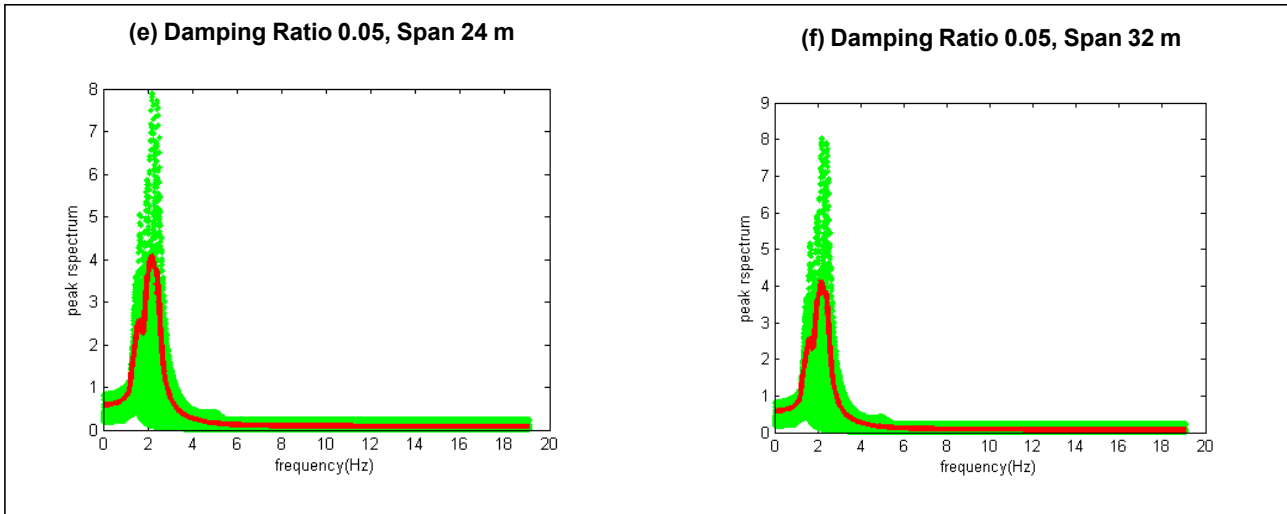 (e) Damping Ratio 0.05, Span 24 m
8
7
6
5
4
3
2
1
0
peak rspectrum
0 2 4 6 8 10 12 14 16 18 20
frequency(Hz)
(f) Damping Ratio 0.05, Span 32 m
9
8
7
6
5
4
3
2
1
0
peak rspectrum
0 2 4 6 8 10 12 14 16 18 20
frequency(Hz)